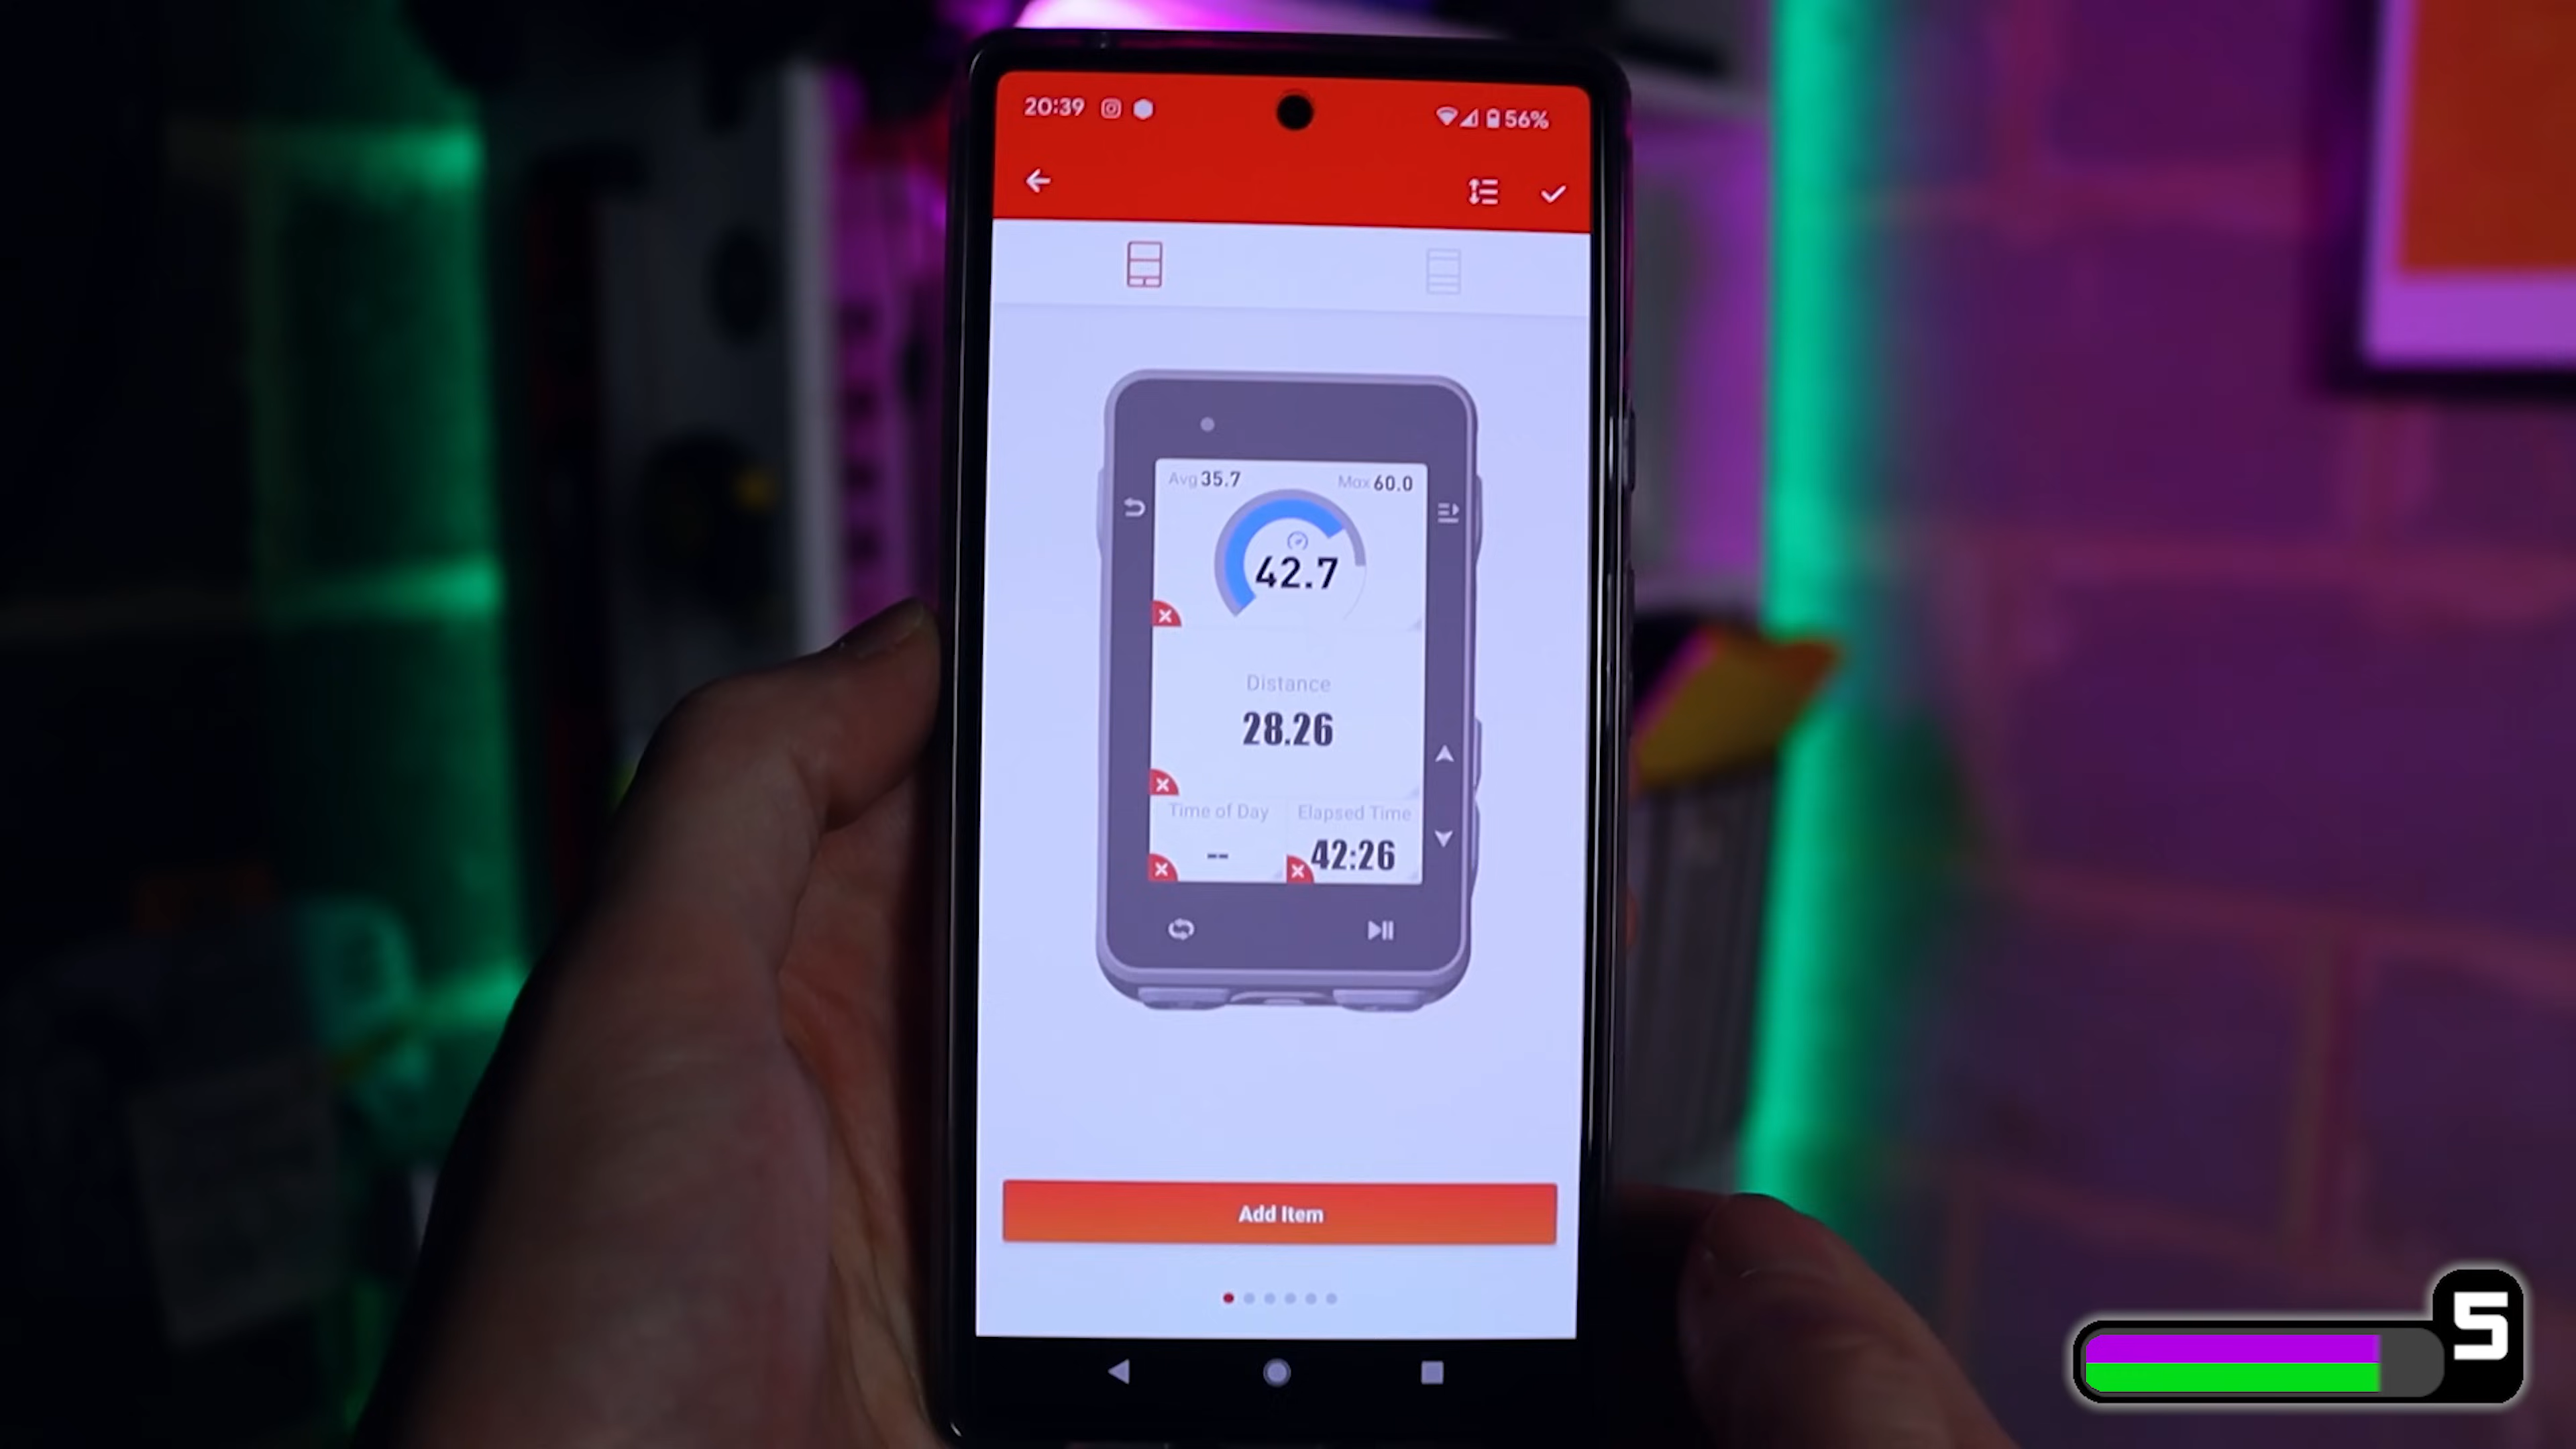 20:39
56%
Avg 35.7 Max 60.0
42.7
Distance
28.26
Time of Day Elapsed Time
-- 42:26
Add Item
5